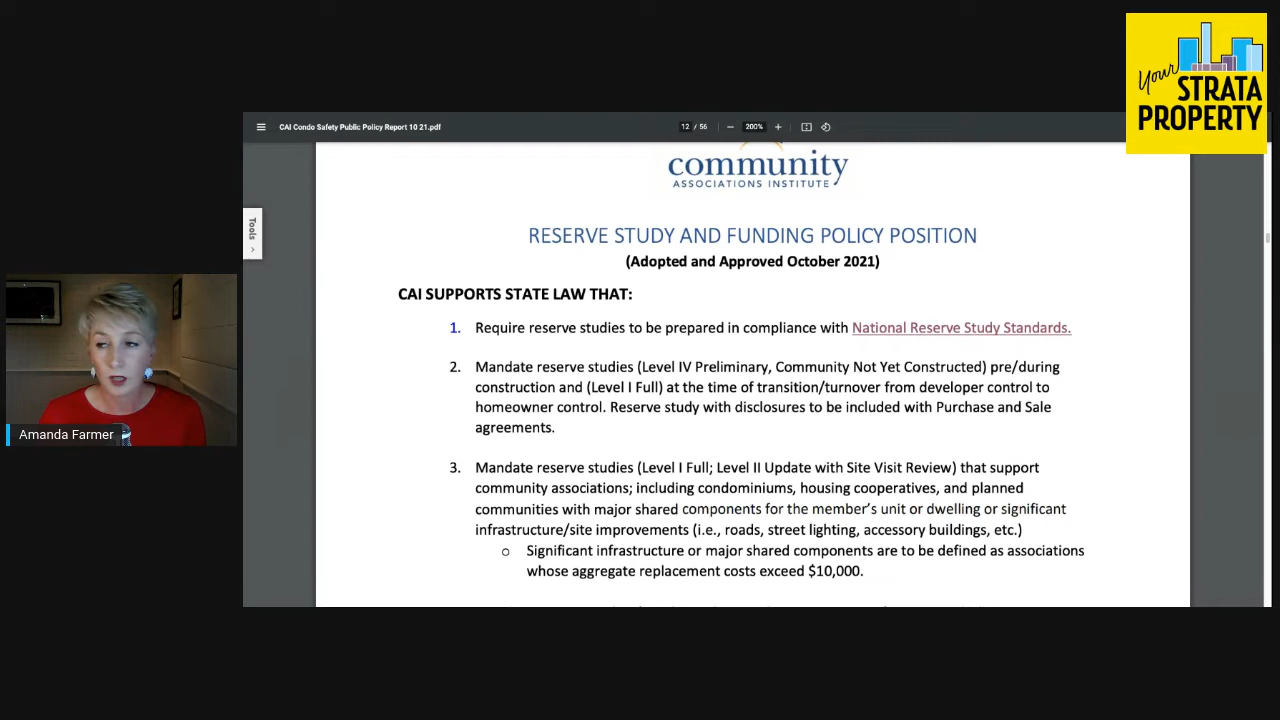 Your
STRATA
PROPERTY
CAI Condo Safety Public Policy Report 10 21.pdf
12 / 56
200%
Tools
community
ASSOCIATIONS INSTITUTE
RESERVE STUDY AND FUNDING POLICY POSITION
(Adopted and Approved October 2021)
CAI SUPPORTS STATE LAW THAT:
1. Require reserve studies to be prepared in compliance with National Reserve Study Standards.
2. Mandate reserve studies (Level IV Preliminary, Community Not Yet Constructed) pre/during
construction and (Level I Full) at the time of transition/turnover from developer control to
homeowner control. Reserve study with disclosures to be included with Purchase and Sale
agreements.
3. Mandate reserve studies (Level I Full; Level II Update with Site Visit Review) that support
community associations; including condominiums, housing cooperatives, and planned
communities with major shared components for the member's unit or dwelling or significant
infrastructure/site improvements (i.e., roads, street lighting, accessory buildings, etc.)
o Significant infrastructure or major shared components are to be defined as associations
whose aggregate replacement costs exceed $10,000.
Amanda Farmer